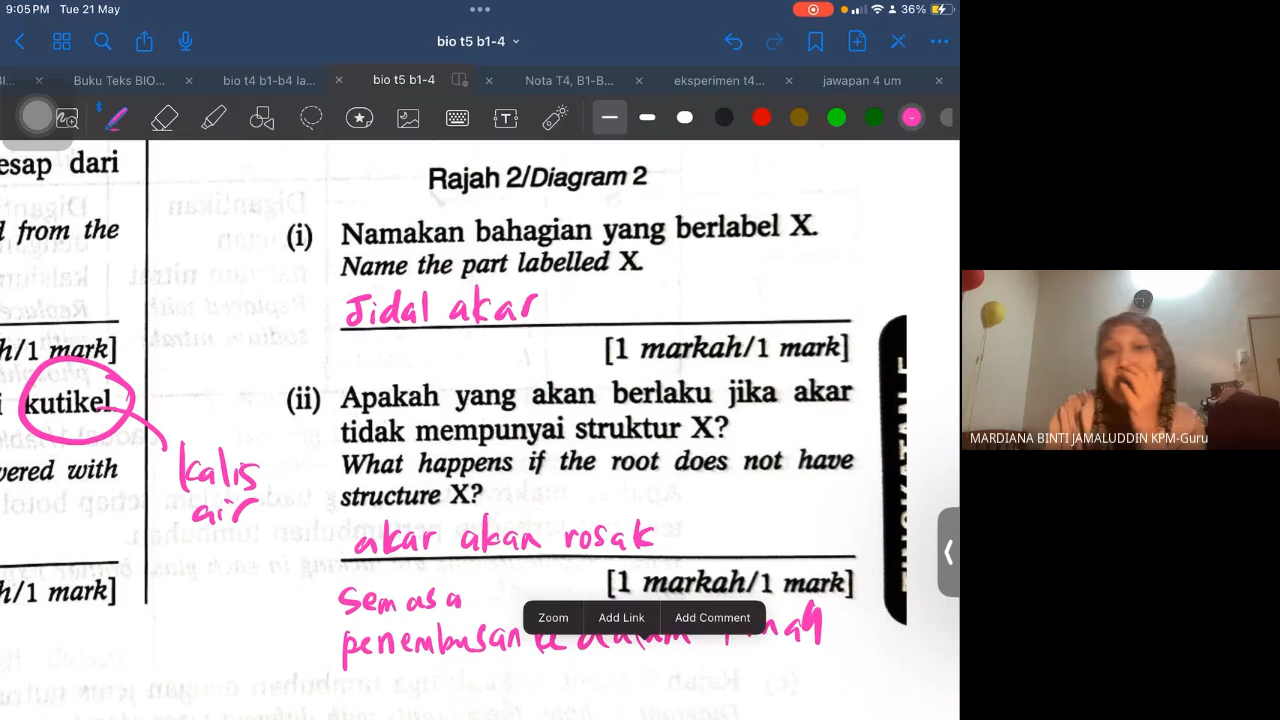 9:05 PM Tue 21 May
36%
bio t5 b1-4
Buku Teks BIO...
bio t4 b1-b4 la...
bio t5 b1-4
Nota T4, B1-B...
eksperimen t4...
jawapan 4 um
esap dari
d from the
h/1 mark]
i kutikel
vered with
h/1 mark]
kalis
air
Rajah 2/Diagram 2
(i) Namakan bahagian yang berlabel X.
Name the part labelled X.
Jidal akar
[1 markah/1 mark]
(ii) Apakah yang akan berlaku jika akar
tidak mempunyai struktur X?
What happens if the root does not have
structure X?
akar akan rosak
[1 markah/1 mark]
semasa
Zoom Add Link Add Comment
penembusan ke dalam
MARDIANA BINTI JAMALUDDIN KPM-Guru